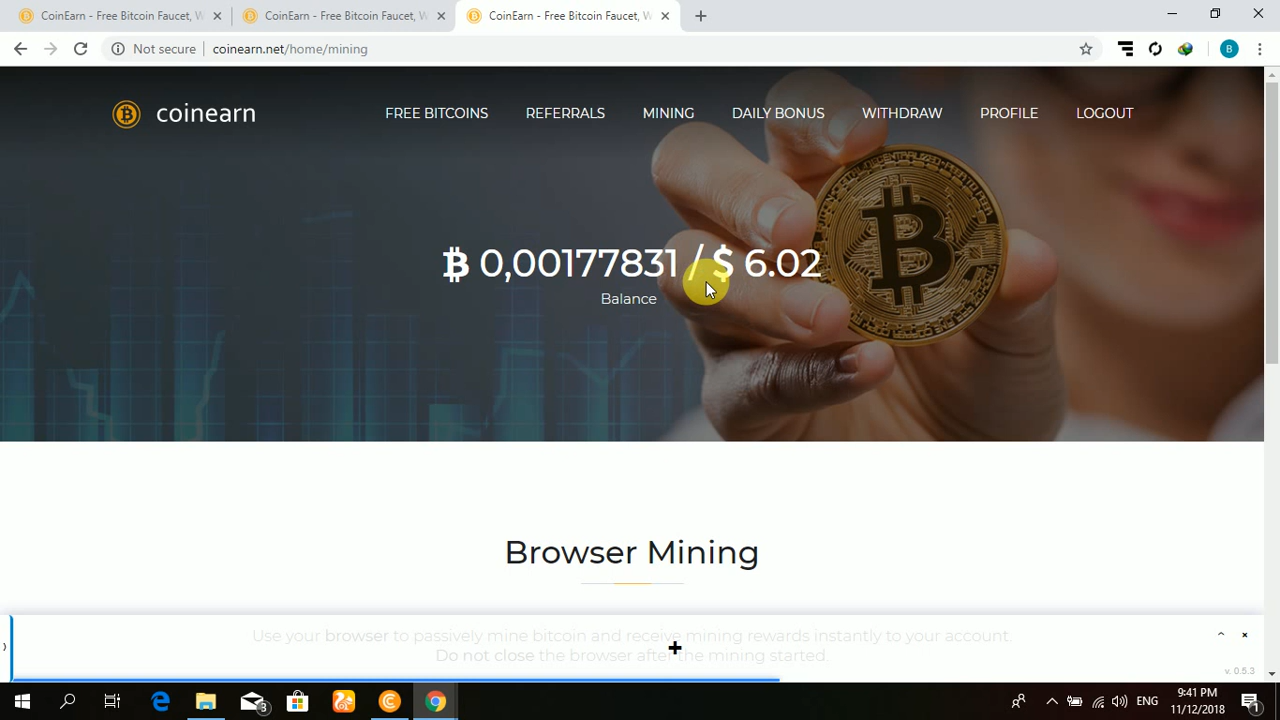 CoinEarn - Free Bitcoin Faucet, W
CoinEarn - Free Bitcoin Faucet, W
CoinEarn - Free Bitcoin Faucet, W
Not secure
coinearn.net/home/mining
B
coinearn
FREE BITCOINS
REFERRALS
MINING
DAILY BONUS
WITHDRAW
PROFILE
LOGOUT
₿ 0,00177831 / $ 6.02
Balance
Browser Mining
Use your browser to passively mine bitcoin and receive mining rewards instantly to your account.
Do not close the browser after the mining started.
v. 0.5.3
3
ENG
9:41 PM
11/12/2018
1